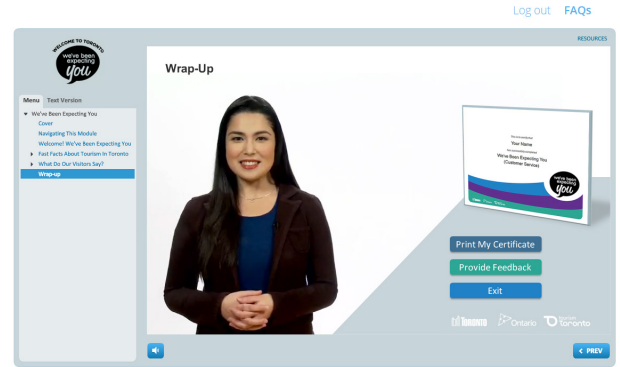 Log out FAQs
WELCOME TO TORONTO
we've been
expecting
you
RESOURCES
Menu Text Version
We've Been Expecting You
Cover
Navigating This Module
Welcome! We've Been Expecting You
Fast Facts About Tourism In Toronto
What Do Our Visitors Say?
Wrap-up
Wrap-Up
Your Name
We've Been Expecting You
(Customer Service)
we've been
expecting
you
Print My Certificate
Provide Feedback
Exit
TORONTO Ontario Toronto
PREV